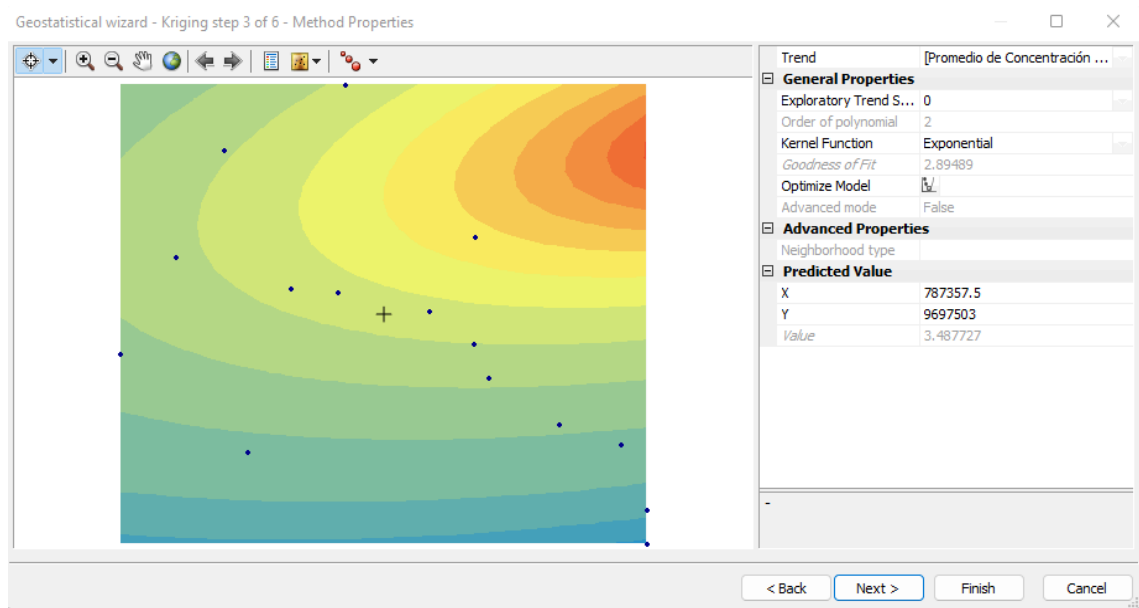 Geostatistical wizard - Kriging step 3 of 6 - Method Properties
Trend [Promedio de Concentración ...
General Properties
Exploratory Trend S... 0
Order of polynomial 2
Kernel Function Exponential
Goodness of Fit 2.89489
Optimize Model
Advanced mode False
Advanced Properties
Neighborhood type
Predicted Value
X 787357.5
Y 9697503
Value 3.487727
-
< Back Next > Finish Cancel